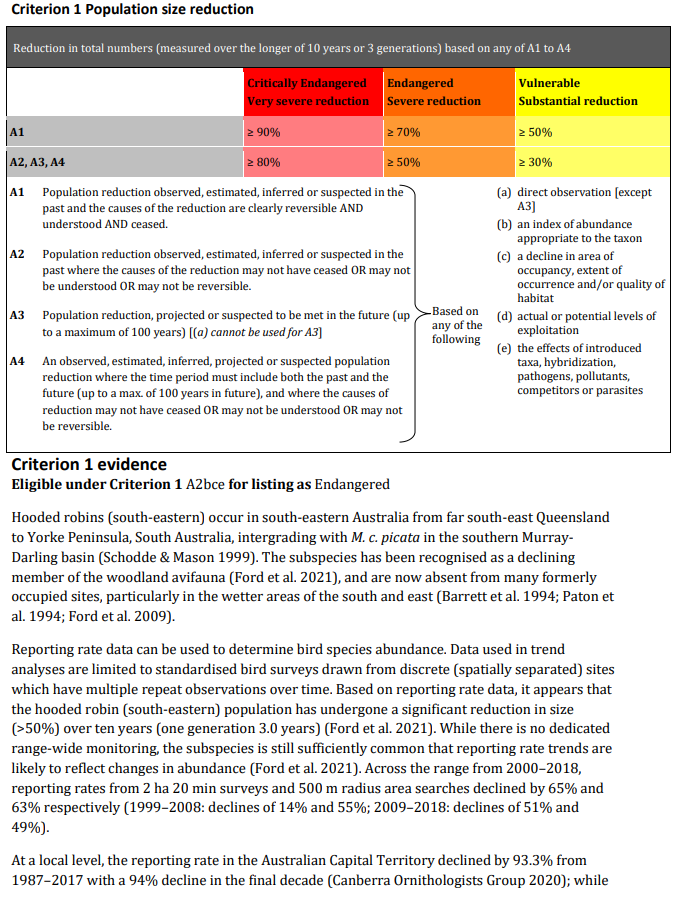 Criterion 1 Population size reduction
Reduction in total numbers (measured over the longer of 10 years or 3 generations) based on any of A1 to A4
Critically Endangered
Very severe reduction
Endangered
Severe reduction
Vulnerable
Substantial reduction
A1
≥ 90%
≥ 70%
≥ 50%
A2, A3, A4
≥ 80%
≥ 50%
≥ 30%
A1 Population reduction observed, estimated, inferred or suspected in the
past and the causes of the reduction are clearly reversible AND
understood AND ceased.
A2 Population reduction observed, estimated, inferred or suspected in the
past where the causes of the reduction may not have ceased OR may not
be understood OR may not be reversible.
A3 Population reduction, projected or suspected to be met in the future (up
to a maximum of 100 years) [(a) cannot be used for A3]
A4 An observed, estimated, inferred, projected or suspected population
reduction where the time period must include both the past and the
future (up to a max. of 100 years in future), and where the causes of
reduction may not have ceased OR may not be understood OR may not
be reversible.
Based on
any of the
following
(a) direct observation [except
A3]
(b) an index of abundance
appropriate to the taxon
(c) a decline in area of
occupancy, extent of
occurrence and/or quality of
habitat
(d) actual or potential levels of
exploitation
(e) the effects of introduced
taxa, hybridization,
pathogens, pollutants,
competitors or parasites
Criterion 1 evidence
Eligible under Criterion 1 A2bce for listing as Endangered
Hooded robins (south-eastern) occur in south-eastern Australia from far south-east Queensland
to Yorke Peninsula, South Australia, intergrading with M. c. picata in the southern Murray-
Darling basin (Schodde & Mason 1999). The subspecies has been recognised as a declining
member of the woodland avifauna (Ford et al. 2021), and are now absent from many formerly
occupied sites, particularly in the wetter areas of the south and east (Barrett et al. 1994; Paton et
al. 1994; Ford et al. 2009).
Reporting rate data can be used to determine bird species abundance. Data used in trend
analyses are limited to standardised bird surveys drawn from discrete (spatially separated) sites
which have multiple repeat observations over time. Based on reporting rate data, it appears that
the hooded robin (south-eastern) population has undergone a significant reduction in size
(>50%) over ten years (one generation 3.0 years) (Ford et al. 2021). While there is no dedicated
range-wide monitoring, the subspecies is still sufficiently common that reporting rate trends are
likely to reflect changes in abundance (Ford et al. 2021). Across the range from 2000–2018,
reporting rates from 2 ha 20 min surveys and 500 m radius area searches declined by 65% and
63% respectively (1999–2008: declines of 14% and 55%; 2009–2018: declines of 51% and
49%).
At a local level, the reporting rate in the Australian Capital Territory declined by 93.3% from
1987–2017 with a 94% decline in the final decade (Canberra Ornithologists Group 2020); while